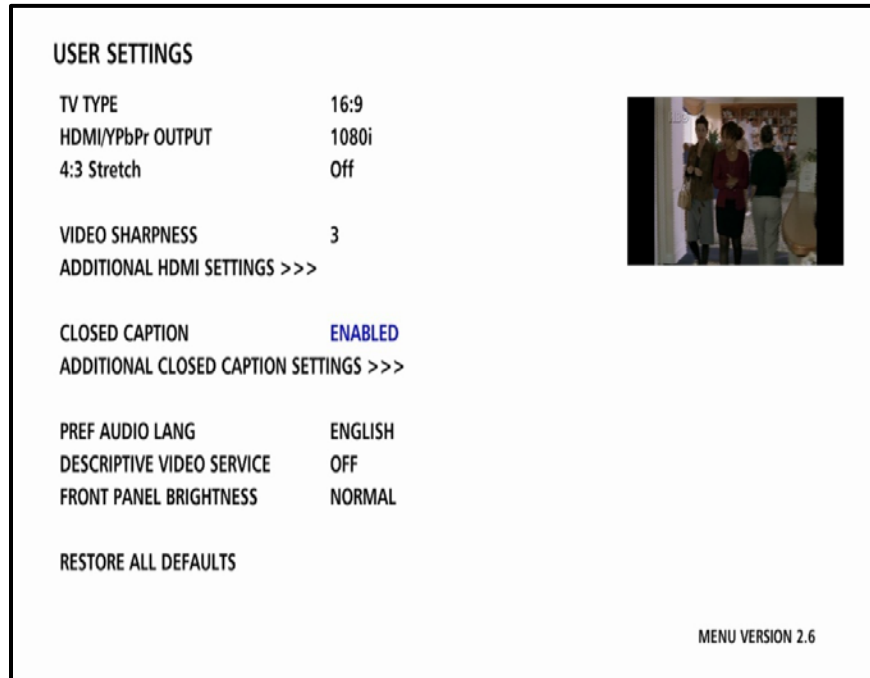 USER SETTINGS
TV TYPE 16:9
HDMI/YPbPr OUTPUT 1080i
4:3 Stretch Off
VIDEO SHARPNESS 3
ADDITIONAL HDMI SETTINGS >>>
CLOSED CAPTION ENABLED
ADDITIONAL CLOSED CAPTION SETTINGS >>>
PREF AUDIO LANG ENGLISH
DESCRIPTIVE VIDEO SERVICE OFF
FRONT PANEL BRIGHTNESS NORMAL
RESTORE ALL DEFAULTS
MENU VERSION 2.6